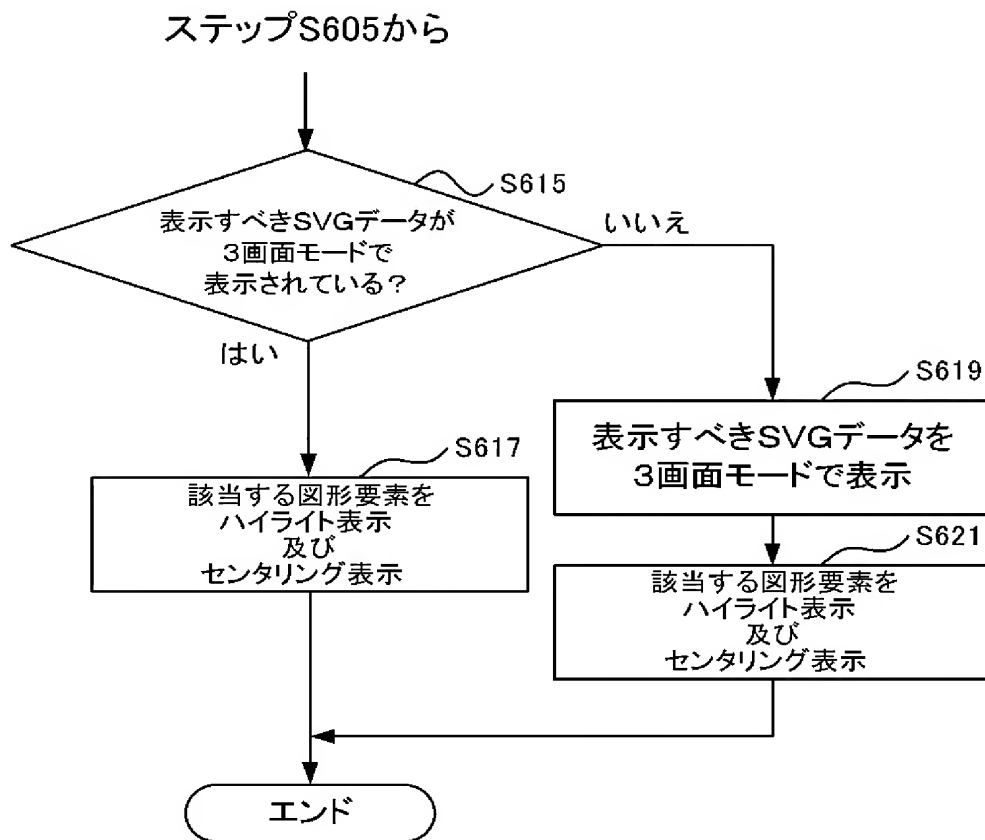 ステップS605から
S615
表示すべきSVGデータが
3画面モードで
表示されている?
いいえ
はい
S619
表示すべきSVGデータを
3画面モードで表示
S617
該当する図形要素を
ハイライト表示
及び
センタリング表示
S621
該当する図形要素を
ハイライト表示
及び
センタリング表示
エンド